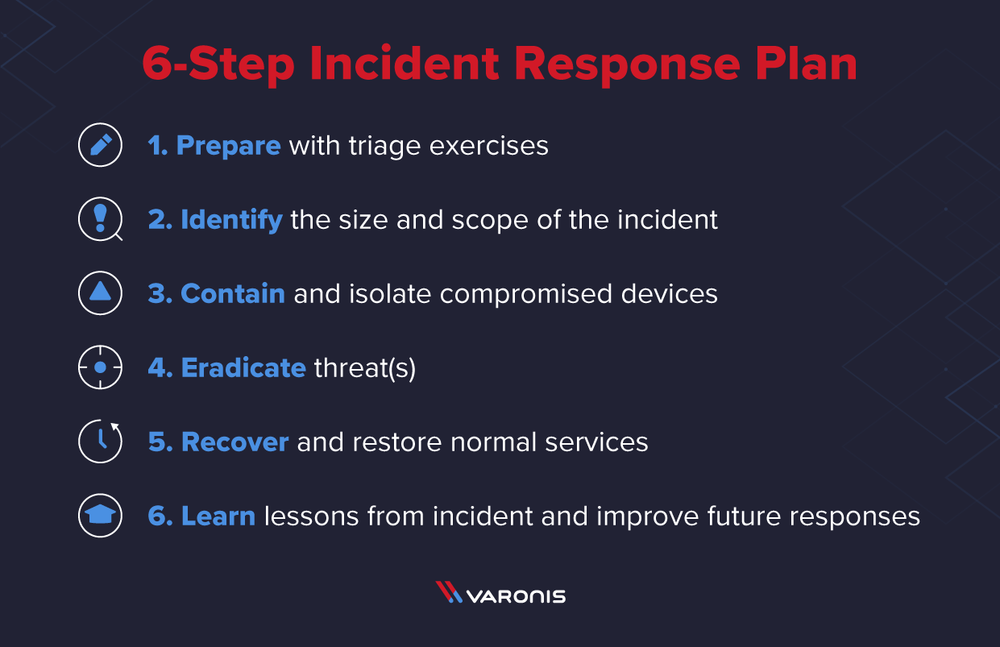 6-Step Incident Response Plan
1. Prepare with triage exercises
2. Identify the size and scope of the incident
3. Contain and isolate compromised devices
4. Eradicate threat(s)
5. Recover and restore normal services
6. Learn lessons from incident and improve future responses
VARONIS